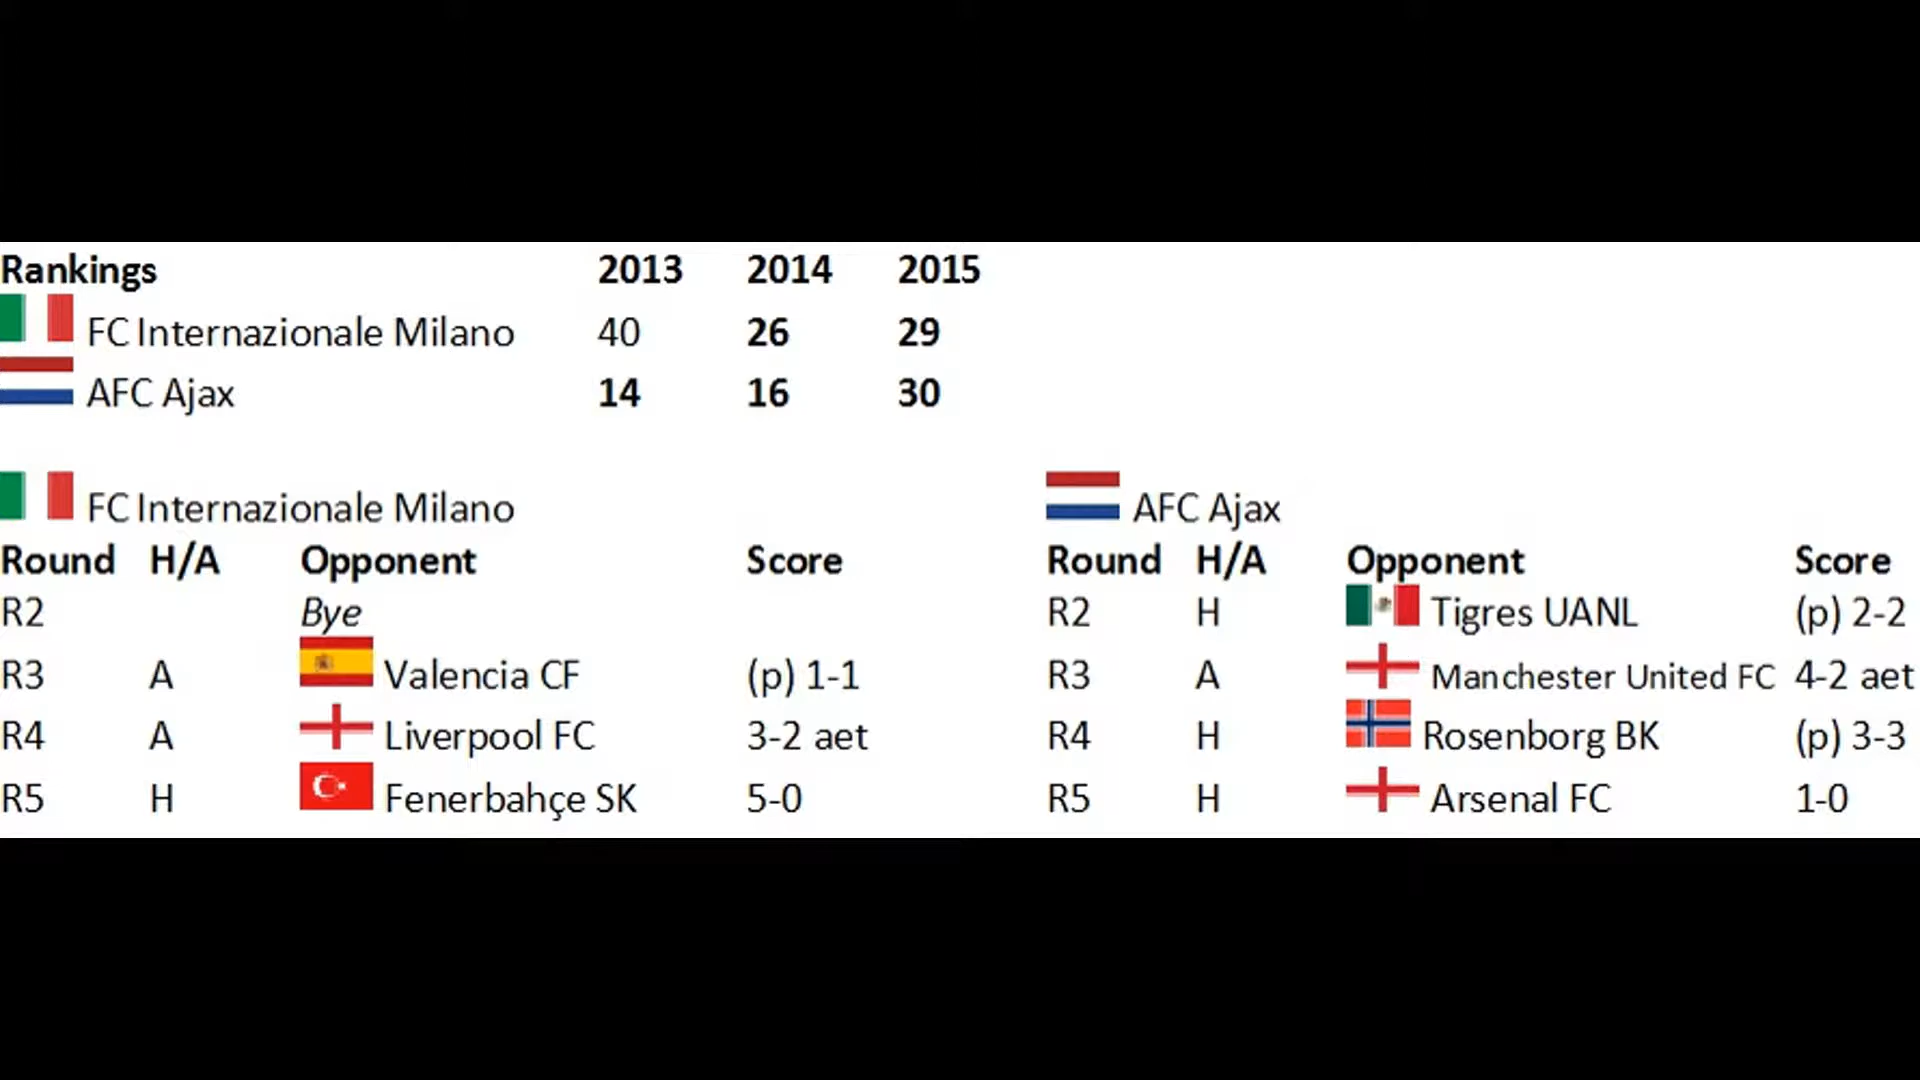 Rankings 2013 2014 2015
FC Internazionale Milano 40 26 29
AFC Ajax 14 16 30
FC Internazionale Milano
Round H/A Opponent Score
R2 Bye
R3 A Valencia CF (p) 1-1
R4 A Liverpool FC 3-2 aet
R5 H Fenerbahçe SK 5-0
AFC Ajax
Round H/A Opponent Score
R2 H Tigres UANL (p) 2-2
R3 A Manchester United FC 4-2 aet
R4 H Rosenborg BK (p) 3-3
R5 H Arsenal FC 1-0